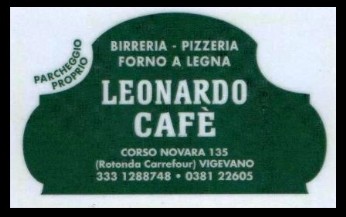 PARCHEGGIO
PROPRIO
BIRRERIA - PIZZERIA
FORNO A LEGNA
LEONARDO
CAFÈ
CORSO NOVARA 135
(Rotonda Carrefour) VIGEVANO
333 1288748 • 0381 22605